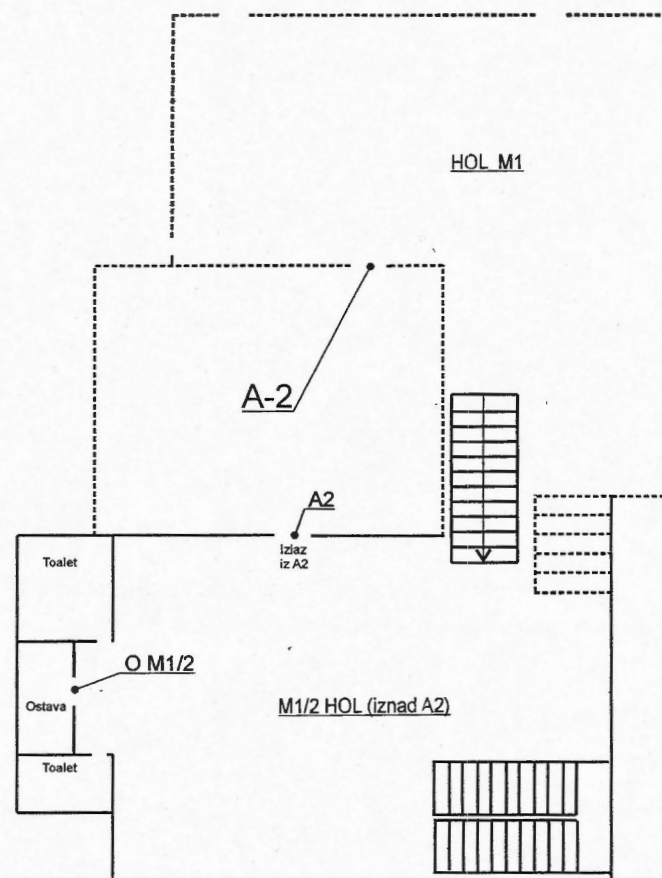 HOL M1
A-2
A2
Izlaz
iz A2
Toalet
O M1/2
Ostava
M1/2 HOL (iznad A2)
Toalet